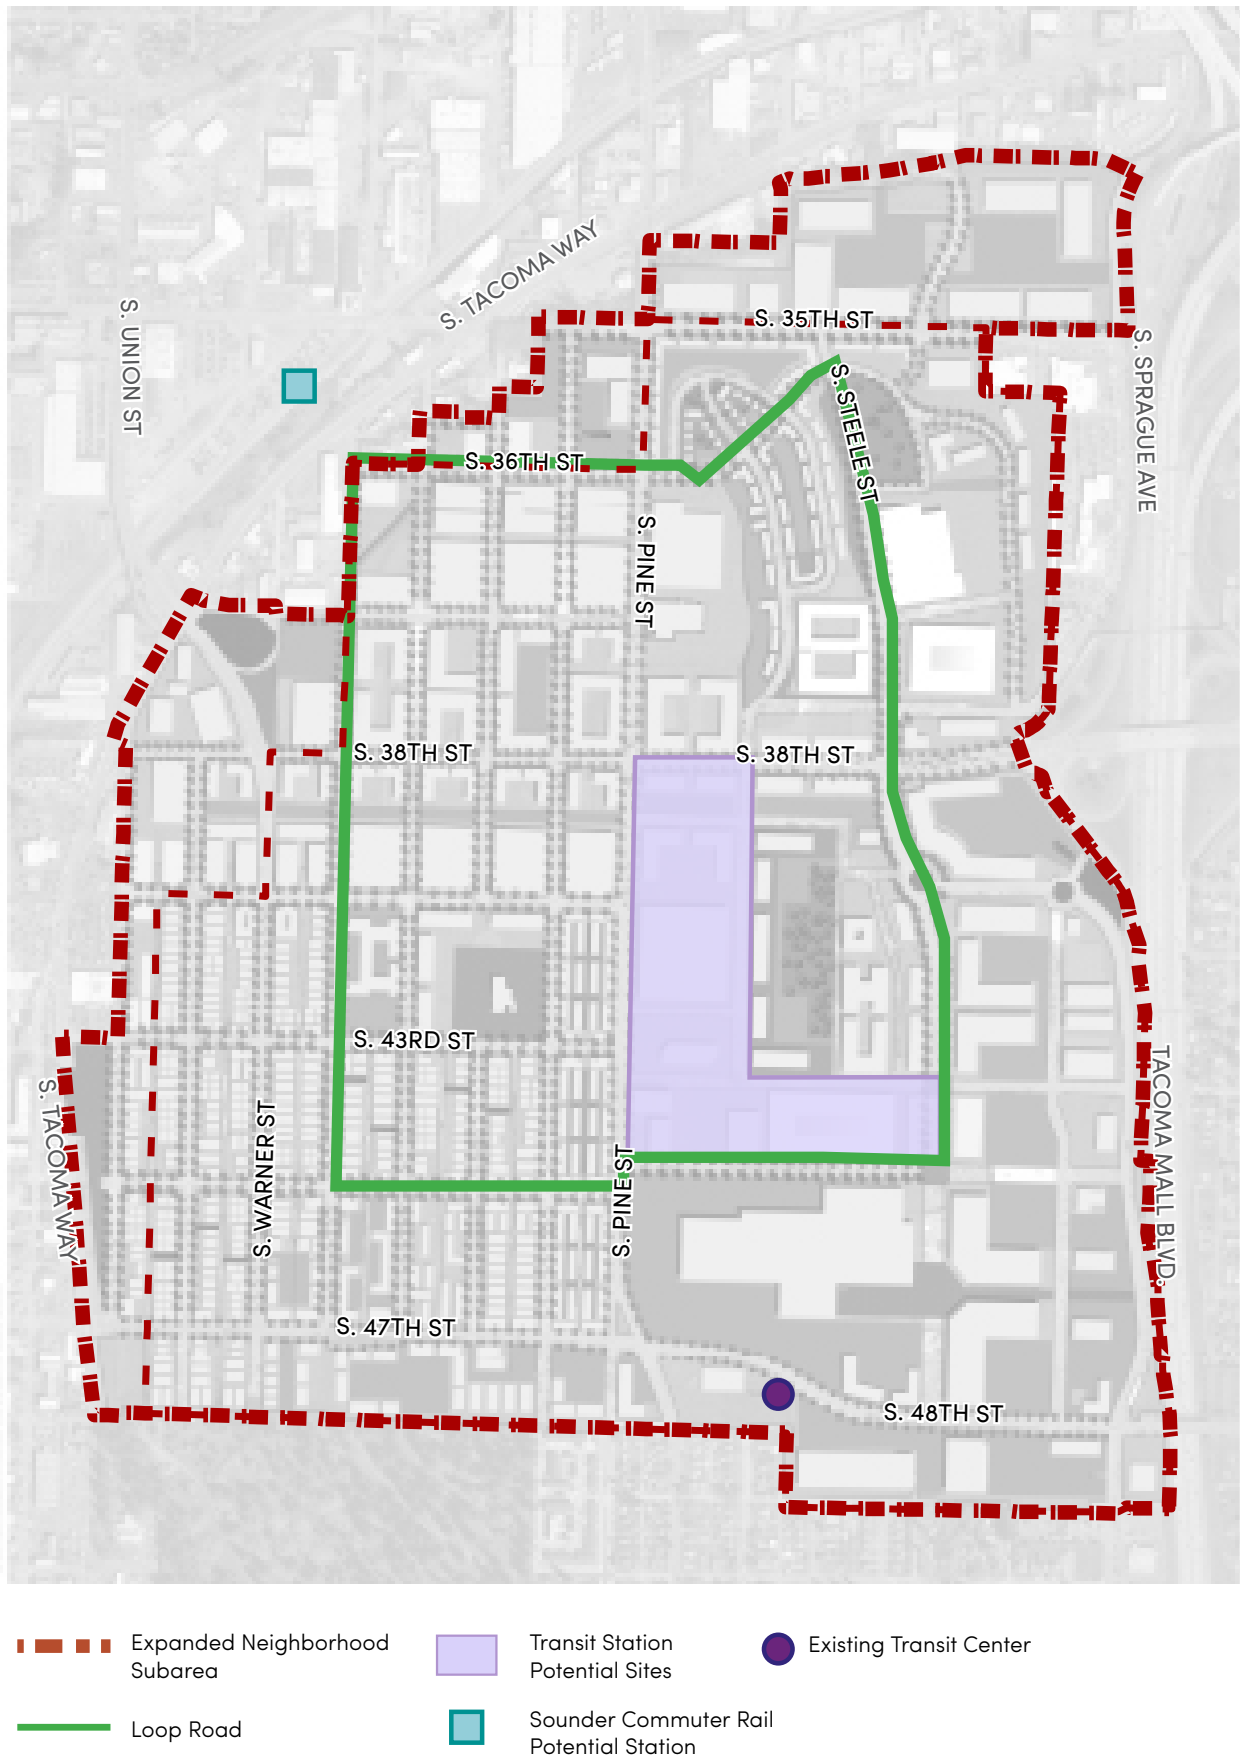 S. TACOMA WAY
S. UNION ST
S. 35TH ST
S. SPRAGUE AVE
S. STEELE ST
S. 36TH ST
S. PINE ST
S. 38TH ST
S. 38TH ST
S. 43RD ST
S. TACOMA WAY
S. WARNER ST
S. PINE ST
TACOMA MALL BLVD.
S. 47TH ST
S. 48TH ST
Expanded Neighborhood
Subarea
Transit Station
Potential Sites
Existing Transit Center
Loop Road
Sounder Commuter Rail
Potential Station